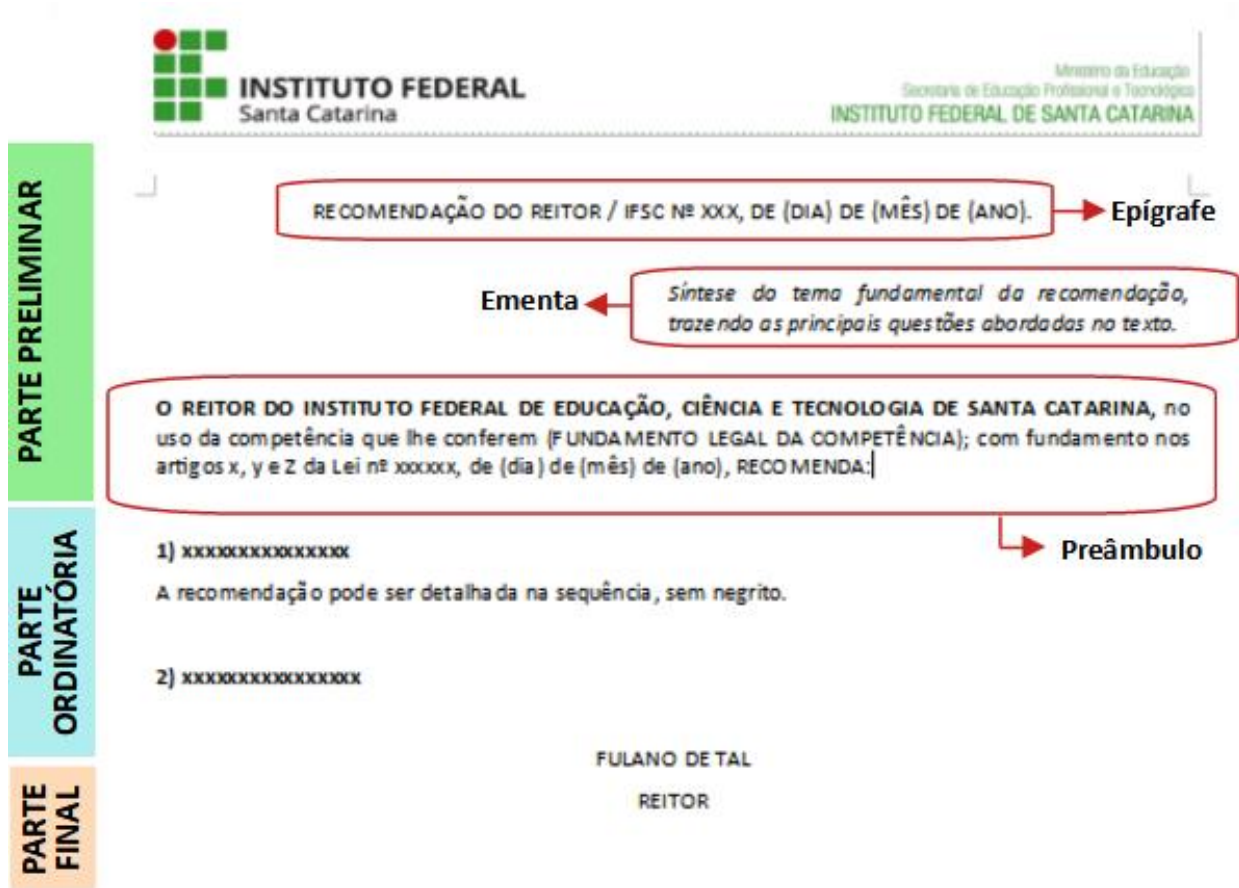 INSTITUTO FEDERAL
Santa Catarina
Ministério da Educação
Secretaria de Educação Profissional e Tecnológica
INSTITUTO FEDERAL DE SANTA CATARINA
PARTE PRELIMINAR
RECOMENDAÇÃO DO REITOR / IFSC Nº XXX, DE (DIA) DE (MÊS) DE (ANO).
Epígrafe
Ementa
Síntese do tema fundamental da recomendação,
trazendo as principais questões abordadas no texto.
O REITOR DO INSTITUTO FEDERAL DE EDUCAÇÃO, CIÊNCIA E TECNOLOGIA DE SANTA CATARINA, no
uso da competência que lhe conferem (FUNDAMENTO LEGAL DA COMPETÊNCIA); com fundamento nos
artigos x, y e Z da Lei nº xxxxxx, de (dia) de (mês) de (ano), RECOMENDA:
Preâmbulo
PARTE
ORDINATÓRIA
1) xxxxxxxxxxxxxxx
A recomendação pode ser detalhada na sequência, sem negrito.
2) xxxxxxxxxxxxxxxx
PARTE
FINAL
FULANO DE TAL
REITOR